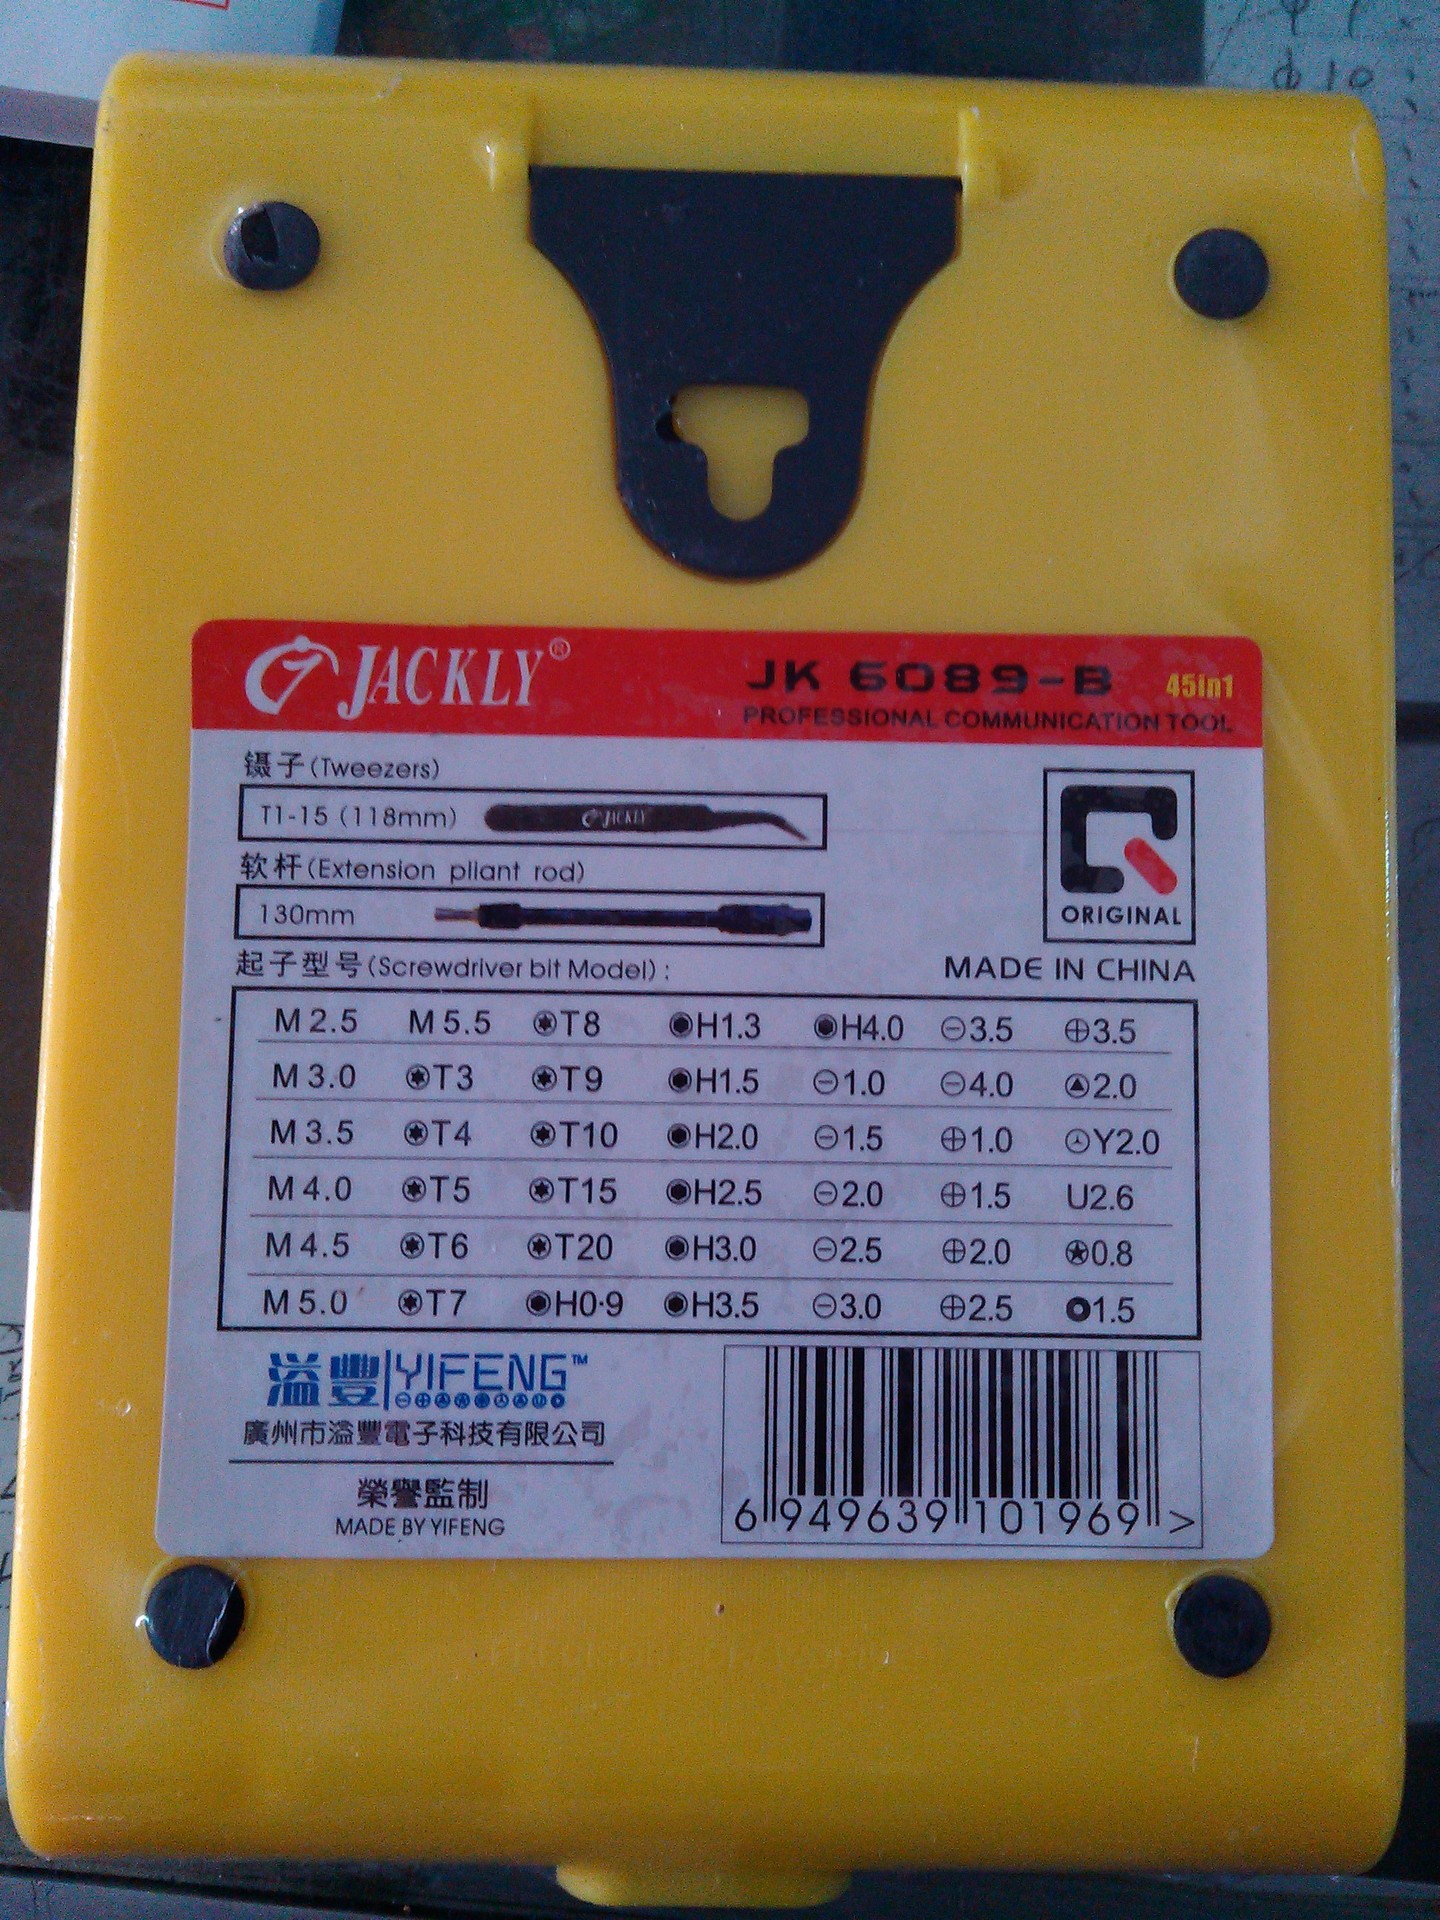 JACKLY®
JK 6089-B 45in1
PROFESSIONAL COMMUNICATION TOOL
镊子(Tweezers)
T1-15 (118mm) JACKLY
软杆(Extension pliant rod)
130mm
ORIGINAL
起子型号(Screwdriver bit Model):
MADE IN CHINA
M2.5 M5.5 T8 H1.3 H4.0 ⊖3.5 ⊕3.5
M3.0 T3 T9 H1.5 ⊖1.0 ⊖4.0 2.0
M3.5 T4 T10 H2.0 ⊖1.5 ⊕1.0 Y2.0
M4.0 T5 T15 H2.5 ⊖2.0 ⊕1.5 U2.6
M4.5 T6 T20 H3.0 ⊖2.5 ⊕2.0 0.8
M5.0 T7 H0·9 H3.5 ⊖3.0 ⊕2.5 1.5
溢豐 YIFENG™
廣州市溢豐電子科技有限公司
榮譽監制
MADE BY YIFENG
6 949639 101969 >
φ10